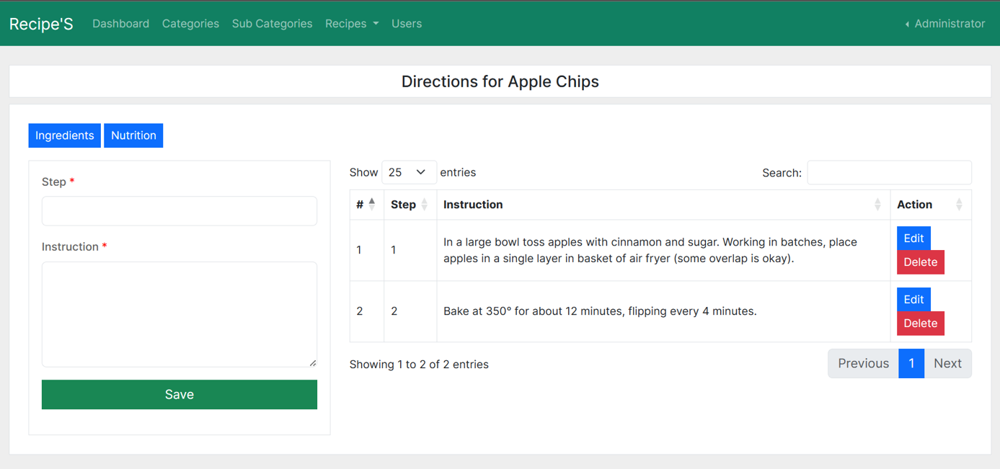 Recipe'S Dashboard Categories Sub Categories Recipes Users Administrator
Directions for Apple Chips
Ingredients Nutrition
Step *
Instruction *
Save
Show 25 entries Search:
# Step Instruction Action
1 1 In a large bowl toss apples with cinnamon and sugar. Working in batches, place
apples in a single layer in basket of air fryer (some overlap is okay).
Edit
Delete
2 2 Bake at 350° for about 12 minutes, flipping every 4 minutes.
Edit
Delete
Showing 1 to 2 of 2 entries Previous 1 Next